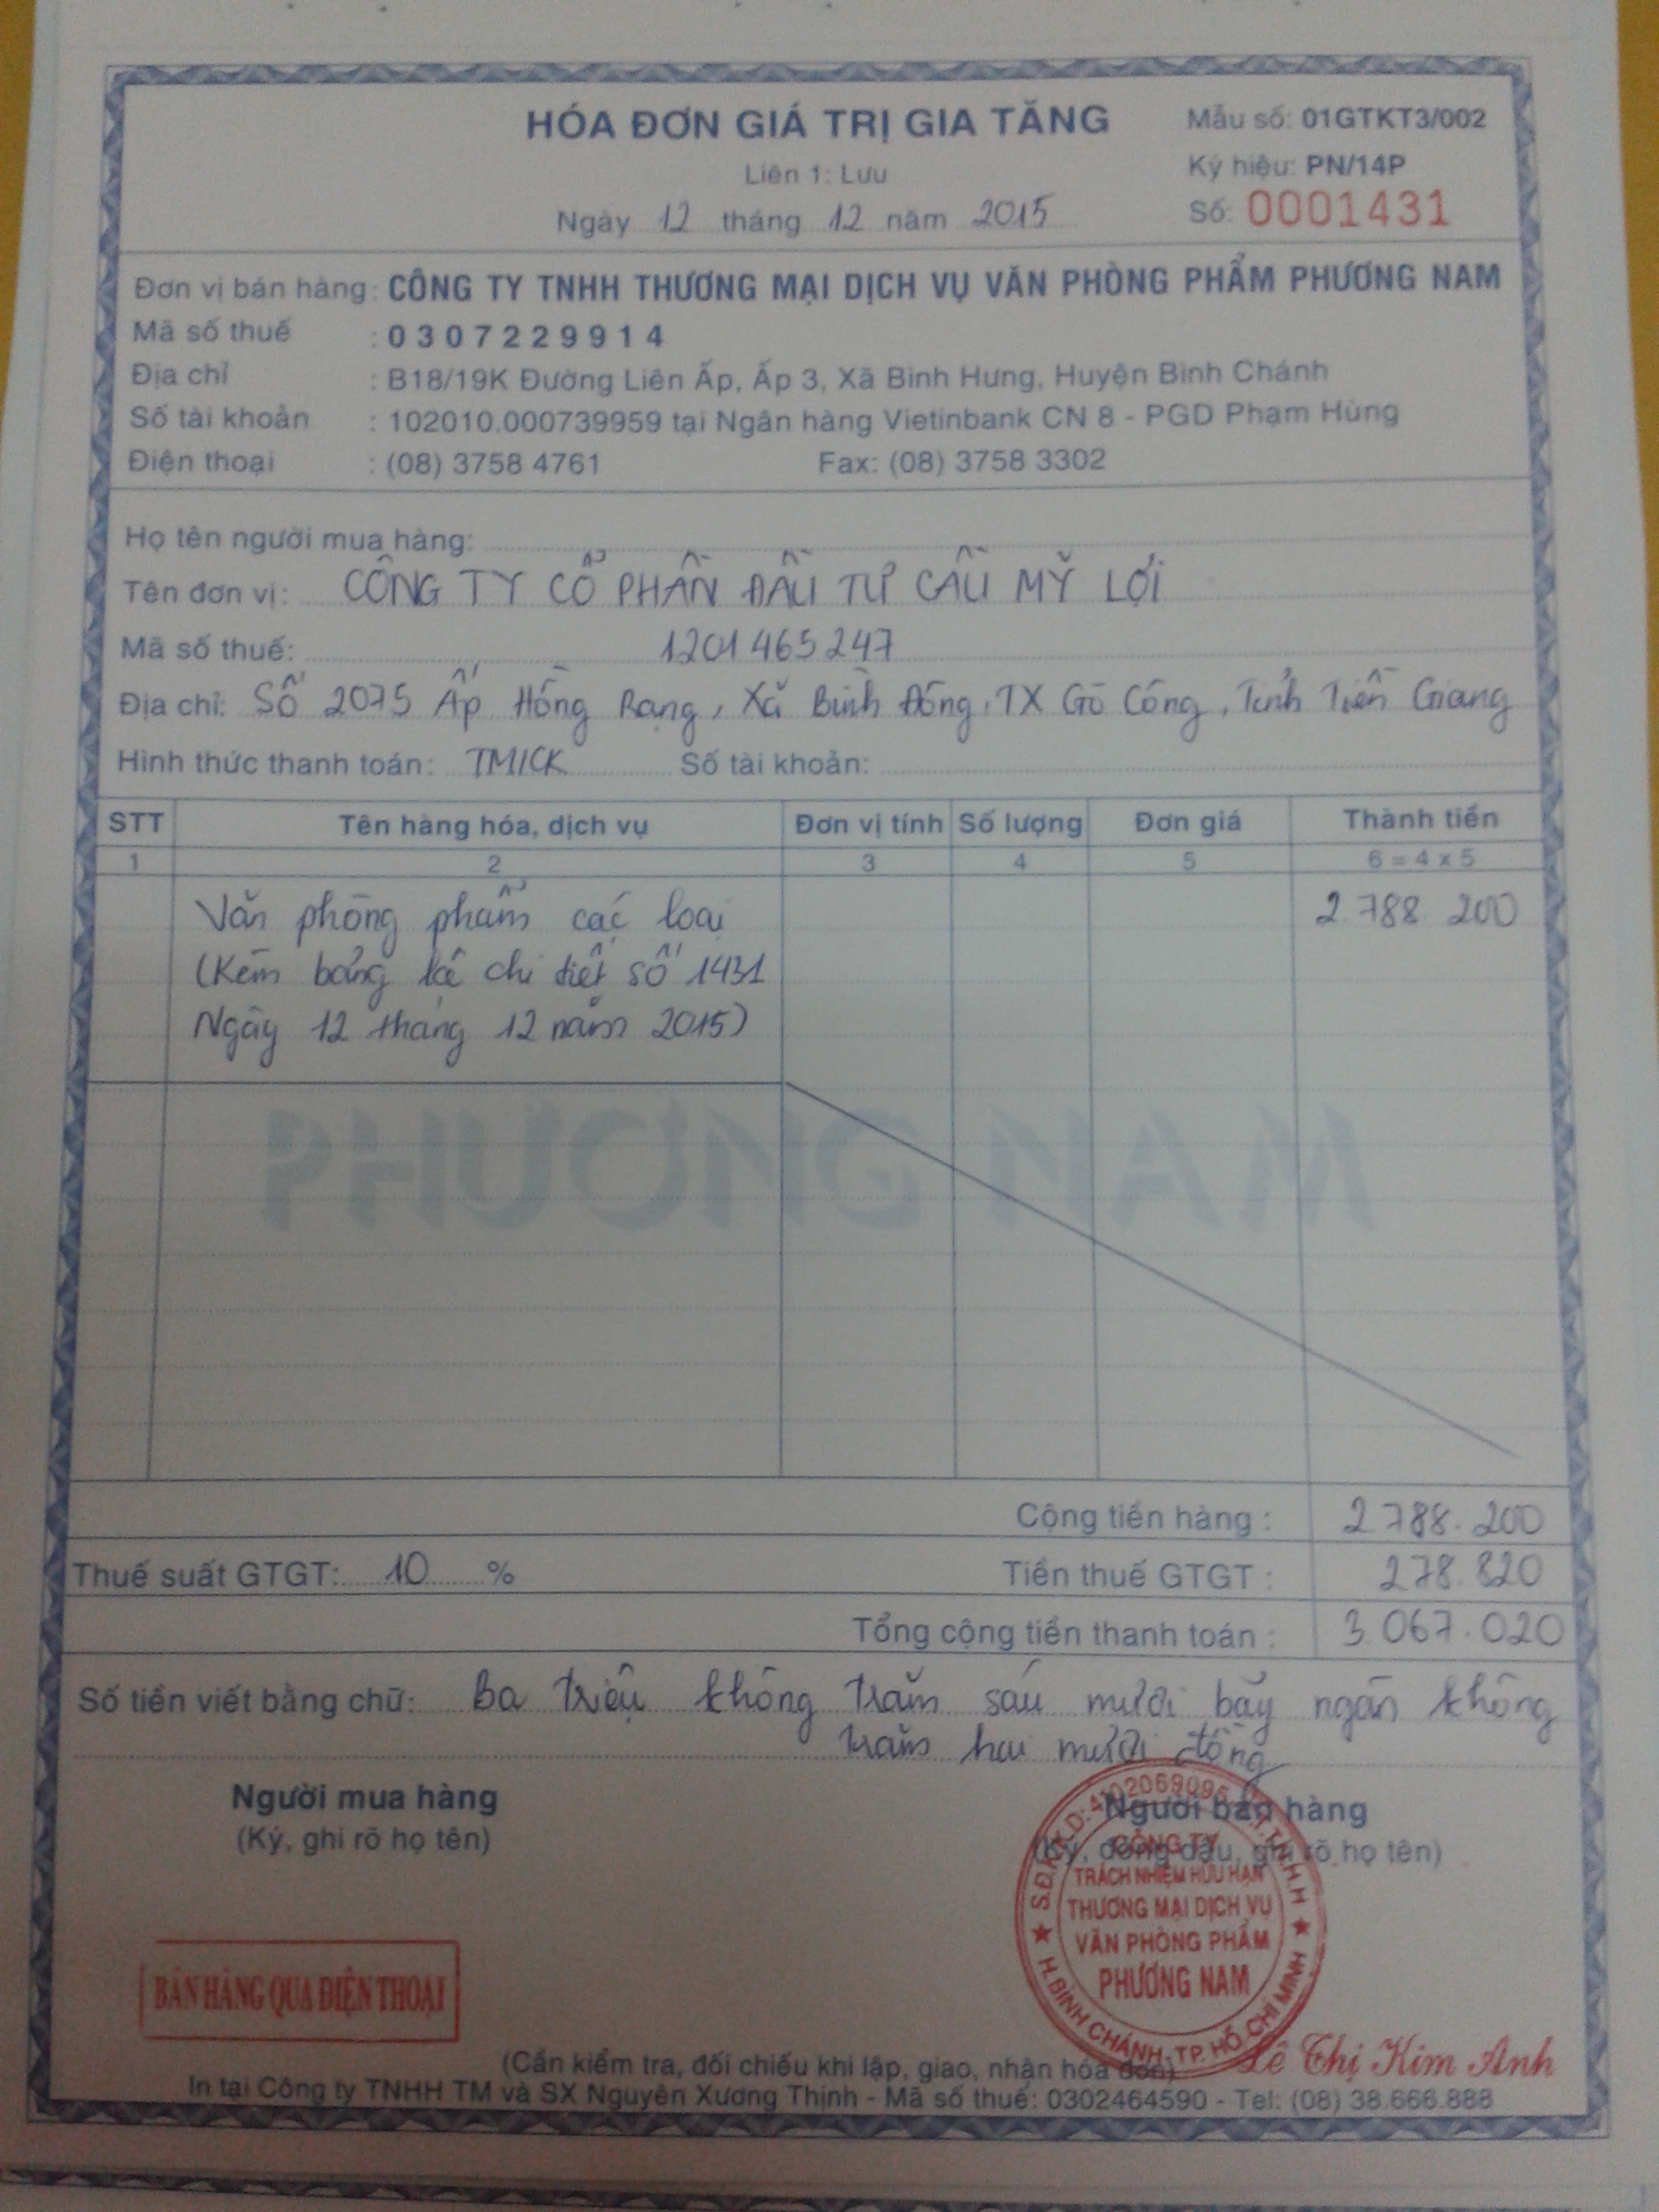 HÓA ĐƠN GIÁ TRỊ GIA TĂNG
Mẫu số: 01GTKT3/002
Liên 1: Lưu
Ký hiệu: PN/14P
Ngày 12 tháng 12 năm 2015
Số: 0001431
Đơn vị bán hàng: CÔNG TY TNHH THƯƠNG MẠI DỊCH VỤ VĂN PHÒNG PHẨM PHƯƠNG NAM
Mã số thuế : 0307229914
Địa chỉ : B18/19K Đường Liên Ấp, Ấp 3, Xã Bình Hưng, Huyện Bình Chánh
Số tài khoản : 102010.000739959 tại Ngân hàng Vietinbank CN 8 - PGD Phạm Hùng
Điện thoại : (08) 3758 4761 Fax: (08) 3758 3302
Họ tên người mua hàng:
Tên đơn vị: CÔNG TY CỔ PHẦN ĐẦU TƯ CẦU MỸ LỢI
Mã số thuế: 1201465247
Địa chỉ: Số 2075 Ấp Hồng Rạng, Xã Bình Đông, TX Gò Công, Tỉnh Tiền Giang
Hình thức thanh toán: TM/CK Số tài khoản:
STT Tên hàng hóa, dịch vụ Đơn vị tính Số lượng Đơn giá Thành tiền
1 2 3 4 5 6 = 4 x 5
Văn phòng phẩm các loại 2.788.200
(Kèm bảng kê chi tiết số 1431
Ngày 12 tháng 12 năm 2015)
PHƯƠNG NAM
Cộng tiền hàng: 2.788.200
Thuế suất GTGT: 10 % Tiền thuế GTGT: 278.820
Tổng cộng tiền thanh toán: 3.067.020
Số tiền viết bằng chữ: ba triệu không trăm sáu mươi bảy ngàn không
trăm hai mươi đồng
Người mua hàng Người bán hàng
(Ký, ghi rõ họ tên) (Ký, đóng dấu, ghi rõ họ tên)
S.Đ.K.K.D: 4102069096
CÔNG TY
TRÁCH NHIỆM HỮU HẠN
THƯƠNG MẠI DỊCH VỤ
VĂN PHÒNG PHẨM
PHƯƠNG NAM
H. BÌNH CHÁNH - TP. HỒ CHÍ MINH
BÁN HÀNG QUA ĐIỆN THOẠI
Lê Thị Kim Anh
(Cần kiểm tra, đối chiếu khi lập, giao, nhận hóa đơn)
In tại Công ty TNHH TM và SX Nguyên Xương Thịnh - Mã số thuế: 0302464590 - Tel: (08) 38.666.888